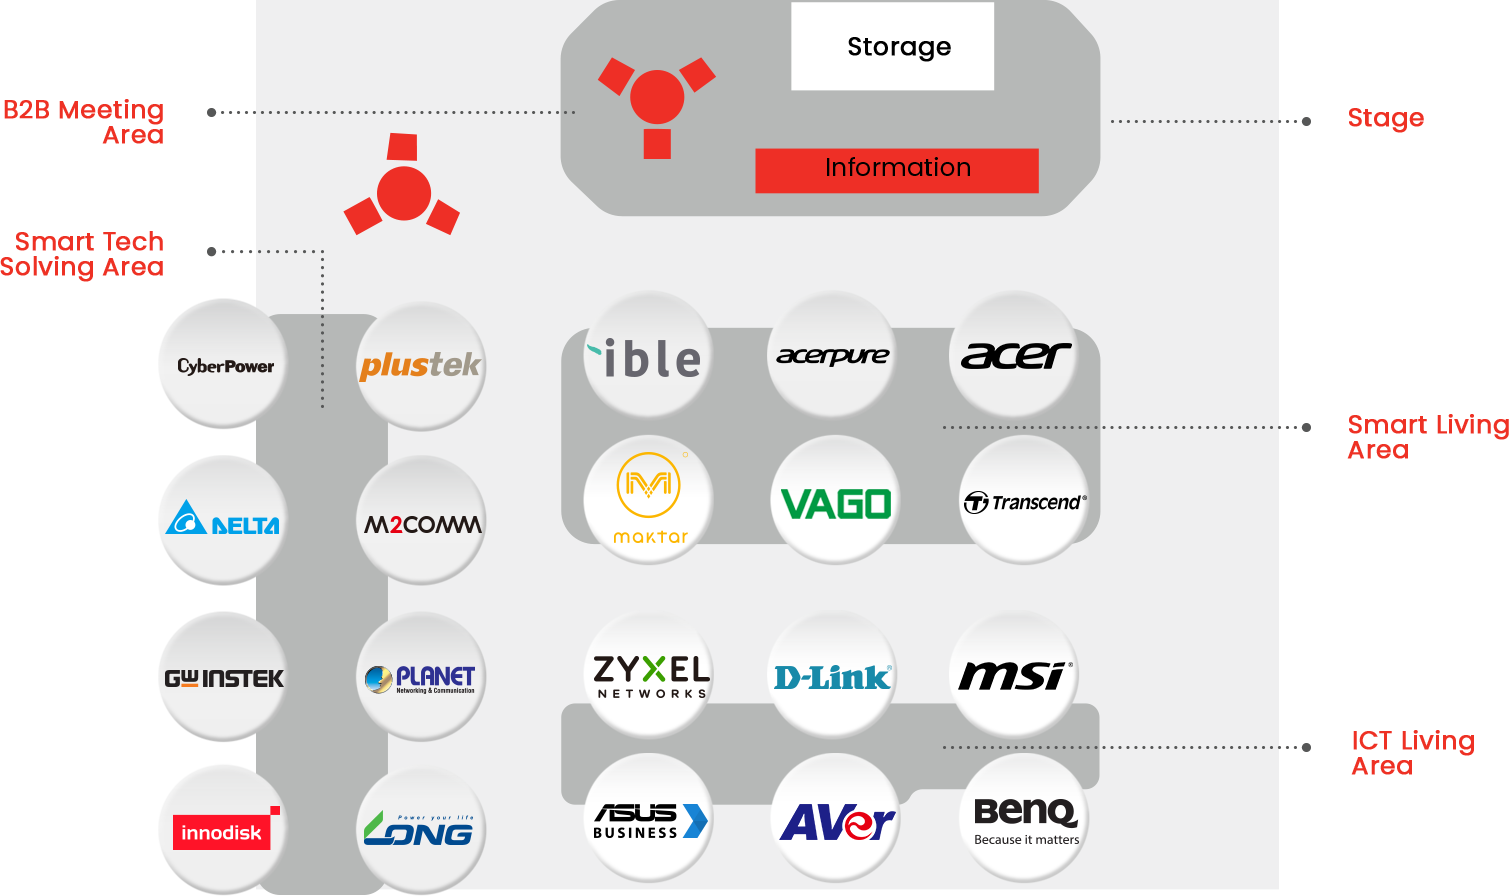 Storage
B2B Meeting
Area
Stage
Information
Smart Tech
Solving Area
CyberPower
plustek
ible
acerpure
acer
Smart Living
Area
DELTA
M2COMM
maktar
VAGO
Transcend®
GWINSTEK
PLANET
Networking & Communication
ZYXEL
NETWORKS
D-Link®
msi®
ICT Living
Area
innodisk
Power your life
LONG
ASUS
BUSINESS
AVer
BenQ
Because it matters